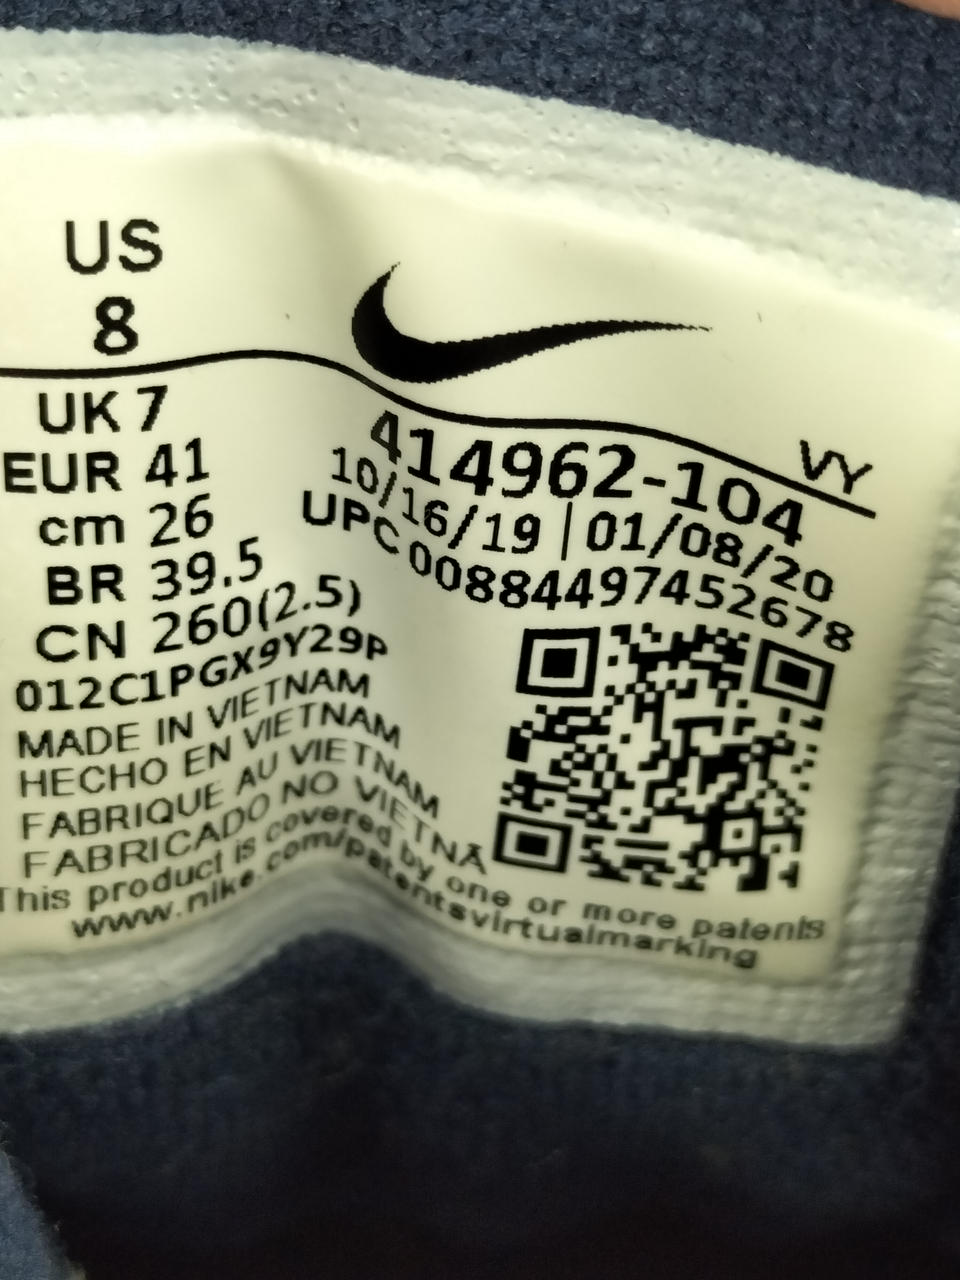 US
8
UK 7
EUR 41
cm 26
BR 39.5
CN 260(2.5)
012C1PGX9Y29P
MADE IN VIETNAM
HECHO EN VIETNAM
FABRIQUE AU VIETNAM
FABRICADO NO VIETNÃ
This product is covered by one or more patents
www.nike.com/patentsvirtualmarking
VY
414962-104
10/16/19 | 01/08/20
UPC 00884497452678